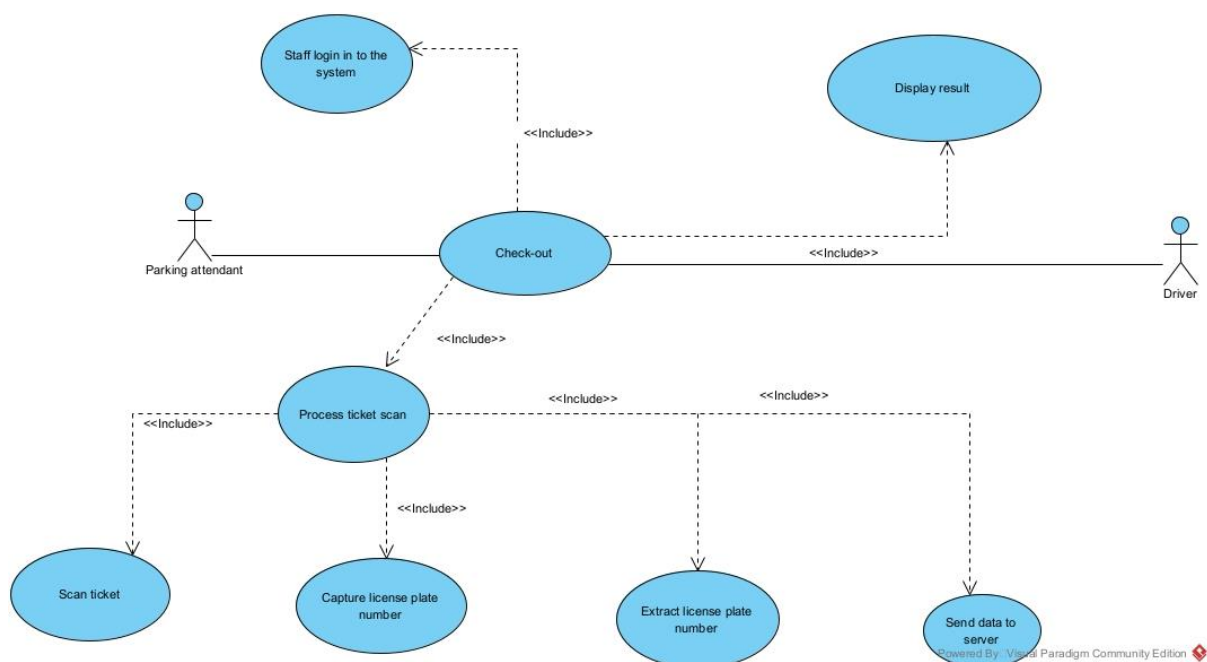 Staff login in to the
system
Display result
<<Include>>
Parking attendant
Check-out
<<Include>>
Driver
<<Include>>
Process ticket scan
<<Include>>
<<Include>>
<<Include>>
<<Include>>
Scan ticket
Capture license plate
number
Extract license plate
number
Send data to
server
Powered By: Visual Paradigm Community Edition